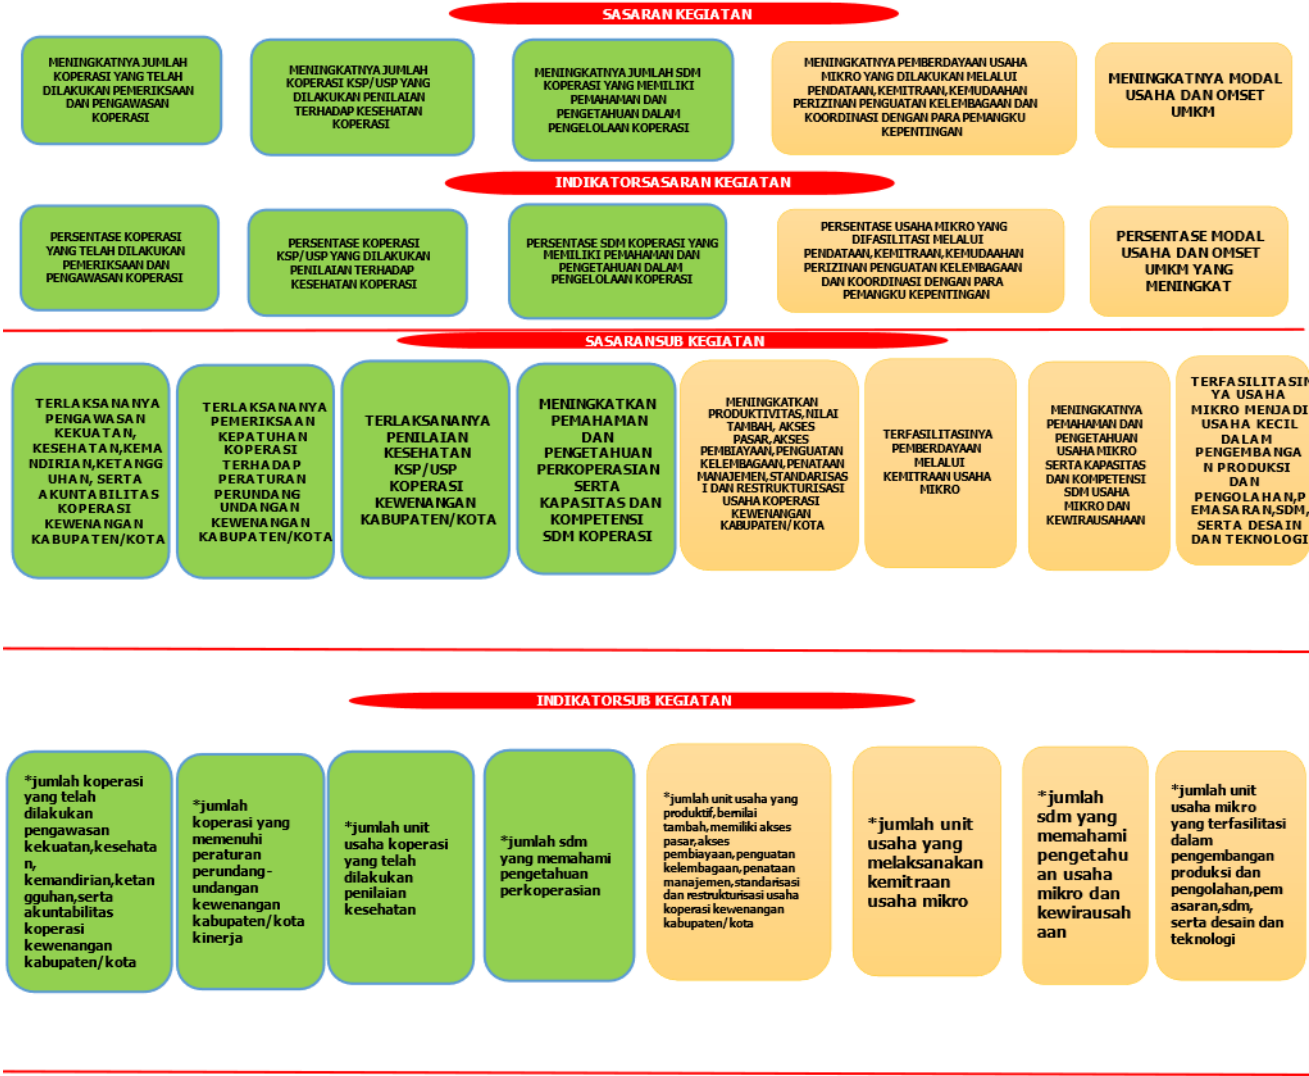 SASARAN KEGIATAN
MENINGKATNYA JUMLAH
KOPERASI YANG TELAH
DILAKUKAN PEMERIKSAAN
DAN PENGAWASAN
KOPERASI
MENINGKATNYA JUMLAH
KOPERASI KSP/USP YANG
DILAKUKAN PENILAIAN
TERHADAP KESEHATAN
KOPERASI
MENINGKATNYA JUMLAH SDM
KOPERASI YANG MEMILIKI
PEMAHAMAN DAN
PENGETAHUAN DALAM
PENGELOLAAN KOPERASI
MENINGKATNYA PEMBERDAYAAN USAHA
MIKRO YANG DILAKUKAN MELALUI
PENDATAAN,KEMITRAAN,KEMUDAAHAN
PERIZINAN PENGUATAN KELEMBAGAAN DAN
KOORDINASI DENGAN PARA PEMANGKU
KEPENTINGAN
MENINGKATNYA MODAL
USAHA DAN OMSET
UMKM
INDIKATORSASARAN KEGIATAN
PERSENTASE KOPERASI
YANG TELAH DILAKUKAN
PEMERIKSAAN DAN
PENGAWASAN KOPERASI
PERSENTASE KOPERASI
KSP/USP YANG DILAKUKAN
PENILAIAN TERHADAP
KESEHATAN KOPERASI
PERSENTASE SDM KOPERASI YANG
MEMILIKI PEMAHAMAN DAN
PENGETAHUAN DALAM
PENGELOLAAN KOPERASI
PERSENTASE USAHA MIKRO YANG
DIFASILITASI MELALUI
PENDATAAN,KEMITRAAN,KEMUDAAHAN
PERIZINAN PENGUATAN KELEMBAGAAN
DAN KOORDINASI DENGAN PARA
PEMANGKU KEPENTINGAN
PERSENTASE MODAL
USAHA DAN OMSET
UMKM YANG
MENINGKAT
SASARANSUB KEGIATAN
TERLAKSANANYA
PENGAWASAN
KEKUATAN,
KESEHATAN,KEMA
NDIRIAN,KETANGG
UHAN, SERTA
AKUNTABILITAS
KOPERASI
KEWENANGAN
KABUPATEN/KOTA
TERLAKSANANYA
PEMERIKSAAN
KEPATUHAN
KOPERASI
TERHADAP
PERATURAN
PERUNDANG
UNDANGAN
KEWENANGAN
KABUPATEN/KOTA
TERLAKSANANYA
PENILAIAN
KESEHATAN
KSP/USP
KOPERASI
KEWENANGAN
KABUPATEN/KOTA
MENINGKATKAN
PEMAHAMAN
DAN
PENGETAHUAN
PERKOPERASIAN
SERTA
KAPASITAS DAN
KOMPETENSI
SDM KOPERASI
MENINGKATKAN
PRODUKTIVITAS,NILAI
TAMBAH, AKSES
PASAR,AKSES
PEMBIAYAAN,PENGUATAN
KELEMBAGAAN,PENATAAN
MANAJEMEN,STANDARISAS
I DAN RESTRUKTURISASI
USAHA KOPERASI
KEWENANGAN
KABUPATEN/KOTA
TERFASILITASINYA
PEMBERDAYAAN
MELALUI
KEMITRAAN USAHA
MIKRO
MENINGKATNYA
PEMAHAMAN DAN
PENGETAHUAN
USAHA MIKRO
SERTA KAPASITAS
DAN KOMPETENSI
SDM USAHA
MIKRO DAN
KEWIRAUSAHAAN
TERFASILITASIN
YA USAHA
MIKRO MENJADI
USAHA KECIL
DALAM
PENGEMBANGA
N PRODUKSI
DAN
PENGOLAHAN,P
EMASARAN,SDM,
SERTA DESAIN
DAN TEKNOLOGI
INDIKATORSUB KEGIATAN
*jumlah koperasi
yang telah
dilakukan
pengawasan
kekuatan,kesehata
n,
kemandirian,ketan
gguhan,serta
akuntabilitas
koperasi
kewenangan
kabupaten/kota
*jumlah
koperasi yang
memenuhi
peraturan
perundang-
undangan
kewenangan
kabupaten/kota
kinerja
*jumlah unit
usaha koperasi
yang telah
dilakukan
penilaian
kesehatan
*jumlah sdm
yang memahami
pengetahuan
perkoperasian
*jumlah unit usaha yang
produktif,bernilai
tambah,memiliki akses
pasar,akses
pembiayaan,penguatan
kelembagaan,penataan
manajemen,standarisasi
dan restrukturisasi usaha
koperasi kewenangan
kabupaten/kota
*jumlah unit
usaha yang
melaksanakan
kemitraan
usaha mikro
*jumlah
sdm yang
memahami
pengetahu
an usaha
mikro dan
kewirausah
aan
*jumlah unit
usaha mikro
yang terfasilitasi
dalam
pengembangan
produksi dan
pengolahan,pem
asaran,sdm,
serta desain dan
teknologi